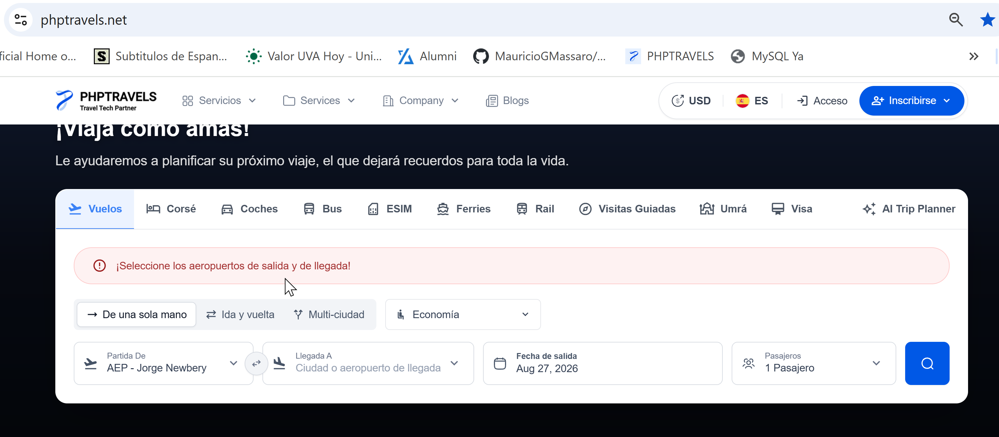 phptravels.net
ficial Home o...
Subtitulos de Espan...
Valor UVA Hoy - Uni...
Alumni
MauricioGMassaro/...
PHPTRAVELS
MySQL Ya
PHPTRAVELS
Travel Tech Partner
Servicios
Services
Company
Blogs
USD
ES
Acceso
Inscribirse
¡Viaja como amas!
Le ayudaremos a planificar su próximo viaje, el que dejará recuerdos para toda la vida.
Vuelos
Corsé
Coches
Bus
ESIM
Ferries
Rail
Visitas Guiadas
Umrá
Visa
AI Trip Planner
¡Seleccione los aeropuertos de salida y de llegada!
De una sola mano
Ida y vuelta
Multi-ciudad
Economía
Partida De
AEP - Jorge Newbery
Llegada A
Ciudad o aeropuerto de llegada
Fecha de salida
Aug 27, 2026
Pasajeros
1 Pasajero